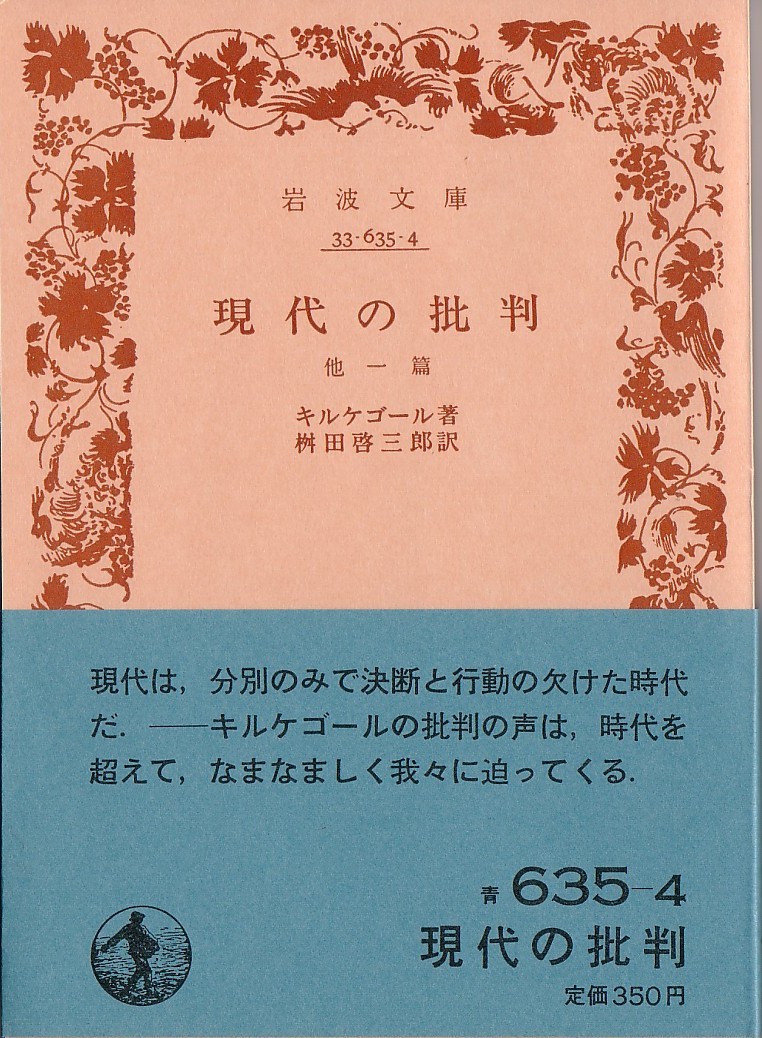 岩波文庫
33-635-4
現代の批判
他一篇
キルケゴール著
桝田啓三郎訳
現代は，分別のみで決断と行動の欠けた時代
だ．――キルケゴールの批判の声は，時代を
超えて，なまなましく我々に迫ってくる．
青 635-4
現代の批判
定価350円